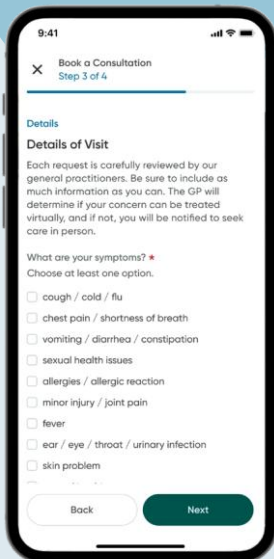 9:41
Book a Consultation
Step 3 of 4
Details
Details of Visit
Each request is carefully reviewed by our
general practitioners. Be sure to include as
much information as you can. The GP will
determine if your concern can be treated
virtually, and if not, you will be notified to seek
care in person.
What are your symptoms? *
Choose at least one option.
cough / cold / flu
chest pain / shortness of breath
vomiting / diarrhea / constipation
sexual health issues
allergies / allergic reaction
minor injury / joint pain
fever
ear / eye / throat / urinary infection
skin problem
Back
Next